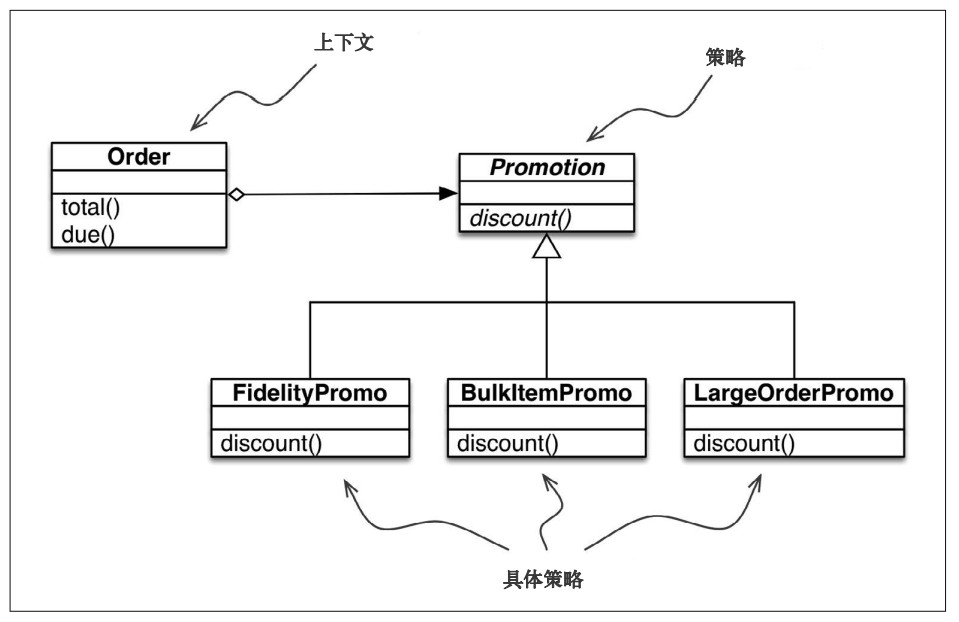 上下文
策略
Order
total()
due()
Promotion
discount()
FidelityPromo
discount()
BulkItemPromo
discount()
LargeOrderPromo
discount()
具体策略